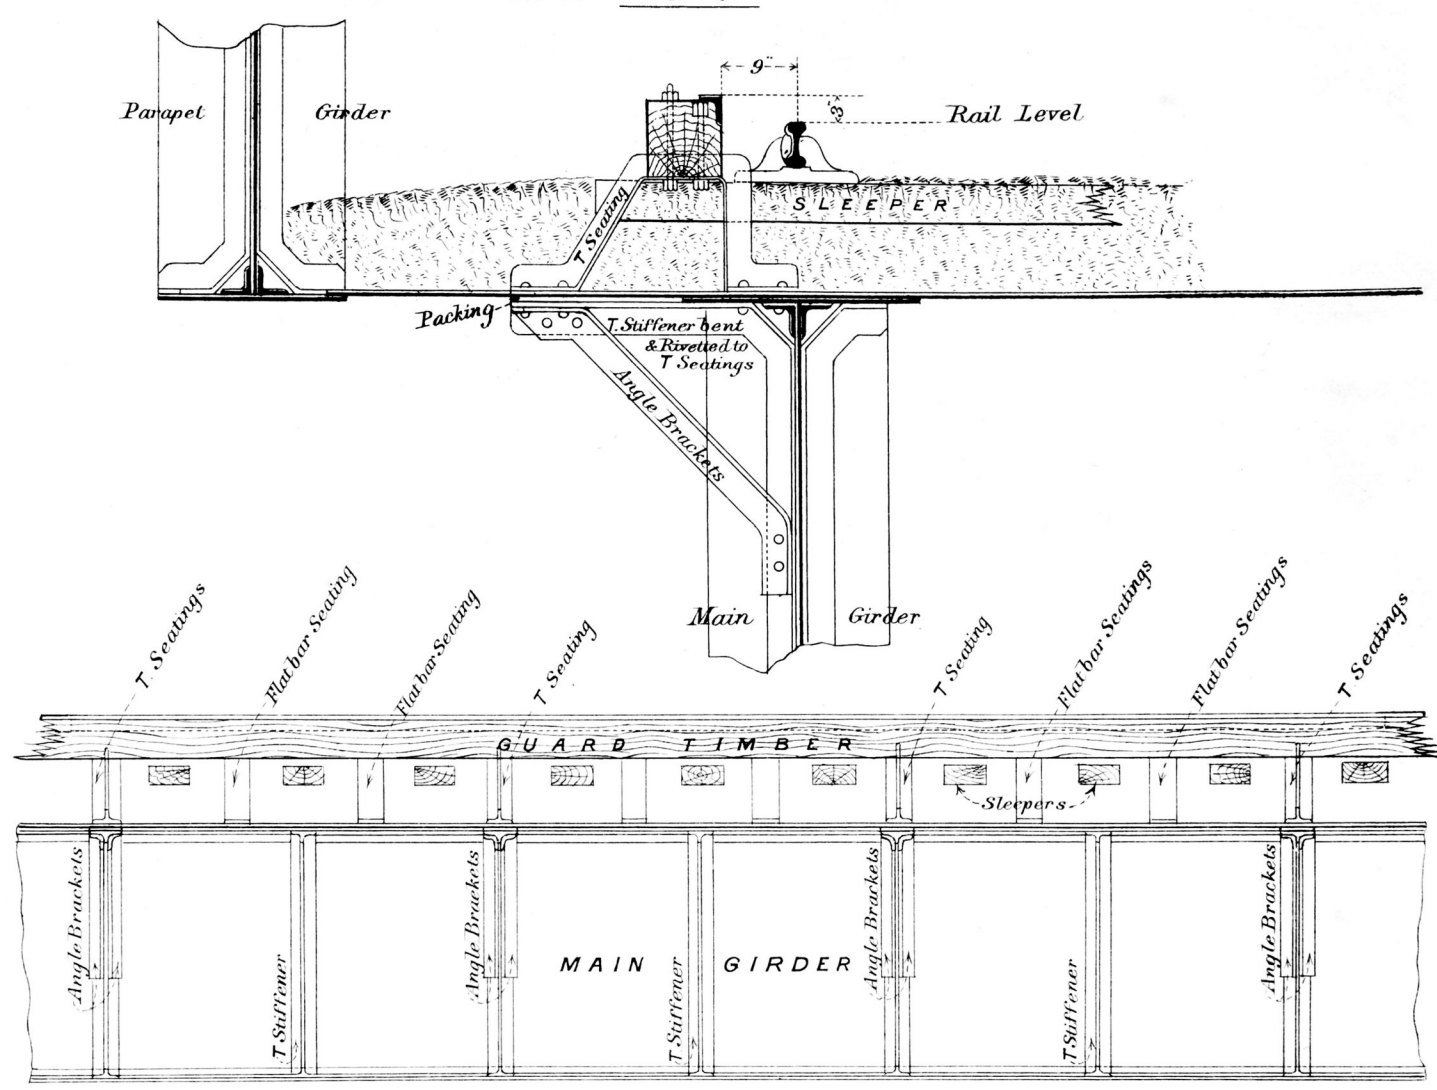 9"
Parapet Girder
3"
Rail Level
SLEEPER
T Seating
Packing
T. Stiffener bent
& Rivetted to
T Seatings
Angle Brackets
Main Girder
T. Seatings
Flat bar Seating
Flat bar Seating
T Seating
T Seating
Flat bar Seatings
Flat bar Seatings
T Seatings
GUARD TIMBER
Sleepers
Angle Brackets
Angle Brackets
Angle Brackets
Angle Brackets
MAIN GIRDER
T Stiffener
T Stiffener
T Stiffener